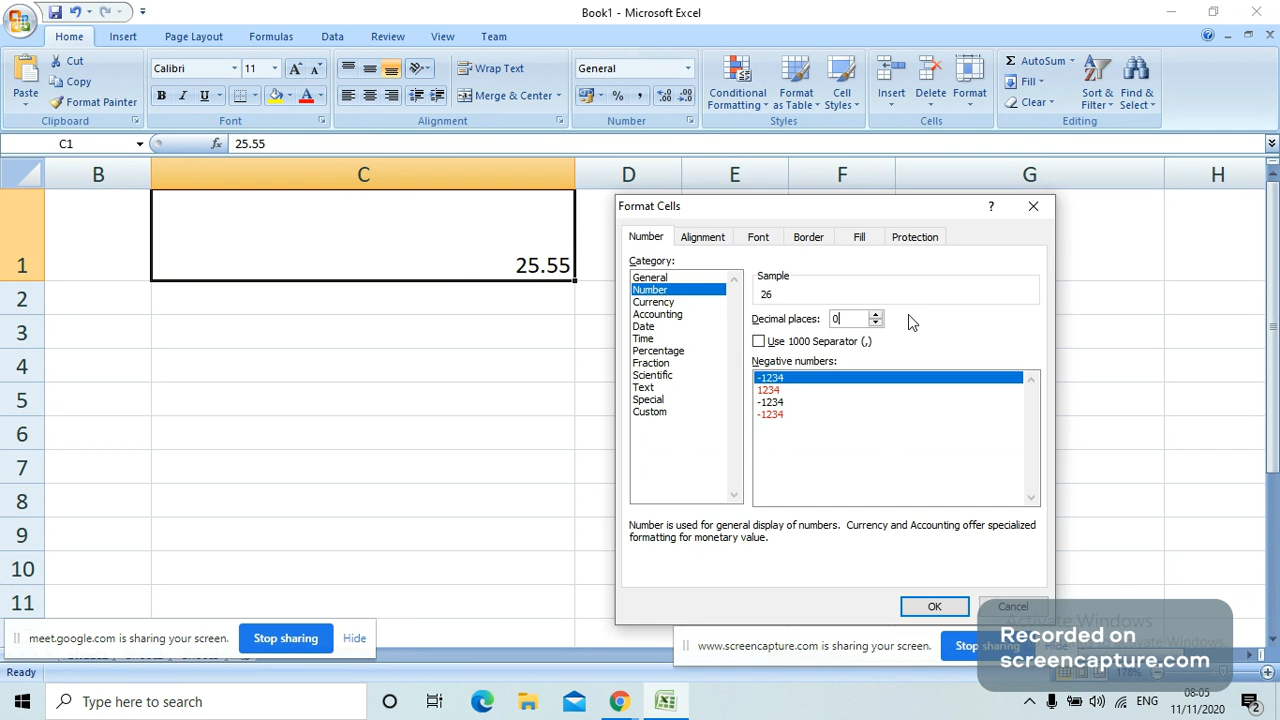 Book1 - Microsoft Excel
Home Insert Page Layout Formulas Data Review View Team
Paste
Cut
Copy
Format Painter
Clipboard
Calibri 11
B I U
A
Font
Wrap Text
Merge & Center
Alignment
General
% ,
Number
Conditional Formatting
Format as Table
Cell Styles
Styles
Insert
Delete
Format
Cells
Σ AutoSum
Fill
Clear
Sort & Filter
Find & Select
Editing
C1 fx 25.55
B C D E F G H
1 25.55
2
3
4
5
6
7
8
9
10
11
Format Cells ?
Number Alignment Font Border Fill Protection
Category:
General
Number
Currency
Accounting
Date
Time
Percentage
Fraction
Scientific
Text
Special
Custom
Sample
26
Decimal places: 0
Use 1000 Separator (,)
Negative numbers:
-1234
1234
-1234
-1234
Number is used for general display of numbers. Currency and Accounting offer specialized
formatting for monetary value.
OK Cancel
meet.google.com is sharing your screen. Stop sharing Hide
www.screencapture.com is sharing your screen. Stop sharing Hide
Activate Windows
Recorded on
screencapture.com
Ready 178%
Type here to search
ENG 08:05
11/11/2020 2